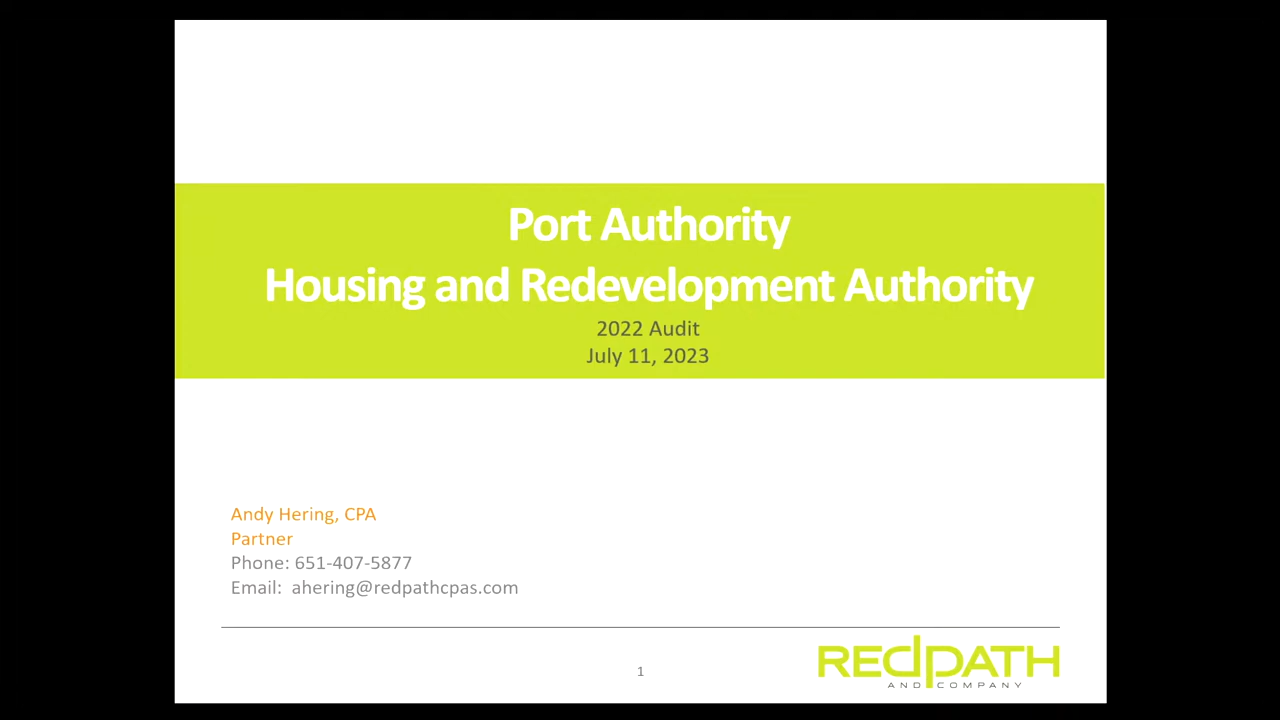 Port Authority
Housing and Redevelopment Authority
2022 Audit
July 11, 2023
Andy Hering, CPA
Partner
Phone: 651-407-5877
Email: ahering@redpathcpas.com
1
REDPATH
AND COMPANY